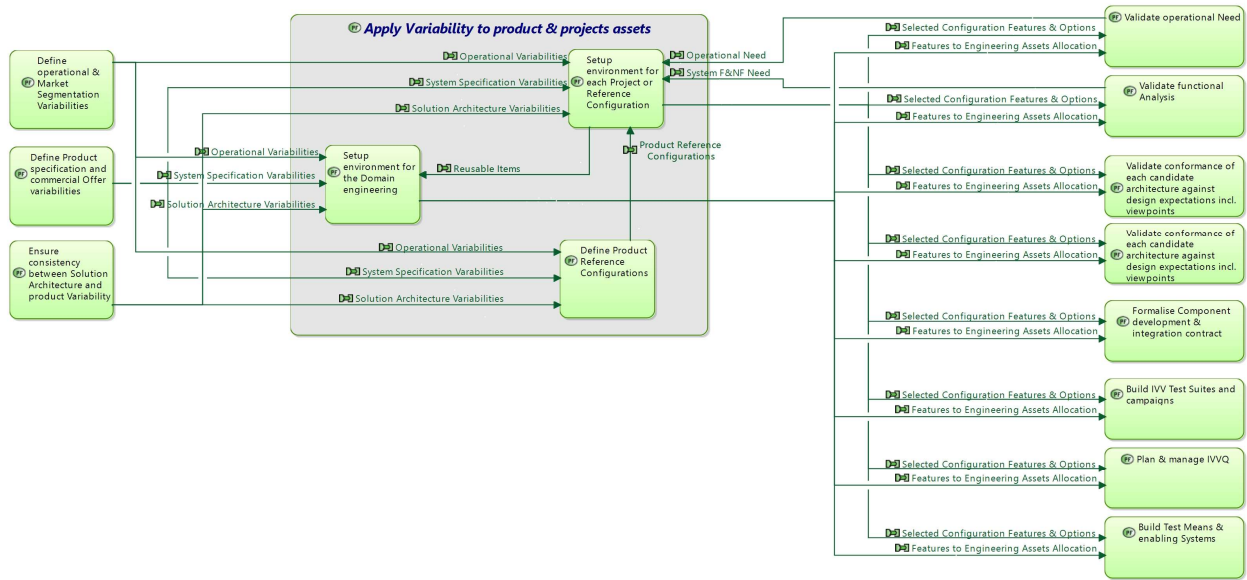 Apply Variability to product & projects assets
Define
operational &
Market
Segmentation
Variabilities
Define Product
specification and
commercial Offer
variabilities
Ensure
consistency
between Solution
Architecture and
product Variability
Operational Variabilities
System Specification Varabilities
Solution Architecture Variabilities
Setup
environment for
each Project or
Reference
Configuration
Operational Need
System F&NF Need
Operational Variabilities
System Specification Varabilities
Solution Architecture Variabilities
Setup
environment for
the Domain
engineering
Reusable Items
Product Reference
Configurations
Operational Variabilities
System Specification Varabilities
Solution Architecture Variabilities
Define Product
Reference
Configurations
Selected Configuration Features & Options
Features to Engineering Assets Allocation
Validate operational Need
Selected Configuration Features & Options
Features to Engineering Assets Allocation
Validate functional
Analysis
Selected Configuration Features & Options
Features to Engineering Assets Allocation
Validate conformance of
each candidate
architecture against
design expectations incl.
viewpoints
Selected Configuration Features & Options
Features to Engineering Assets Allocation
Validate conformance of
each candidate
architecture against
design expectations incl.
viewpoints
Selected Configuration Features & Options
Features to Engineering Assets Allocation
Formalise Component
development &
integration contract
Selected Configuration Features & Options
Features to Engineering Assets Allocation
Build IVV Test Suites and
campaigns
Selected Configuration Features & Options
Features to Engineering Assets Allocation
Plan & manage IVVQ
Selected Configuration Features & Options
Features to Engineering Assets Allocation
Build Test Means &
enabling Systems